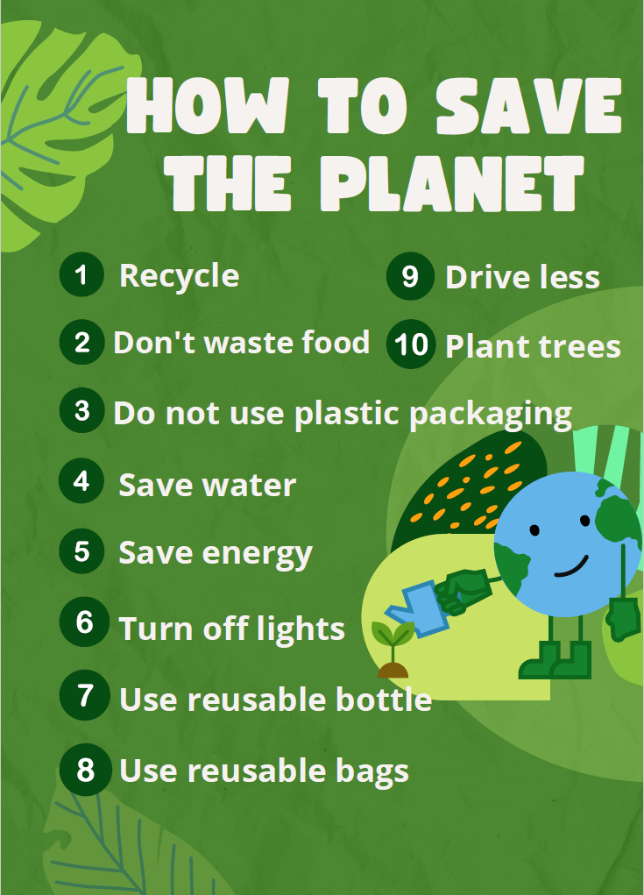 HOW TO SAVE
THE PLANET
1 Recycle
2 Don't waste food
3 Do not use plastic packaging
4 Save water
5 Save energy
6 Turn off lights
7 Use reusable bottle
8 Use reusable bags
9 Drive less
10 Plant trees